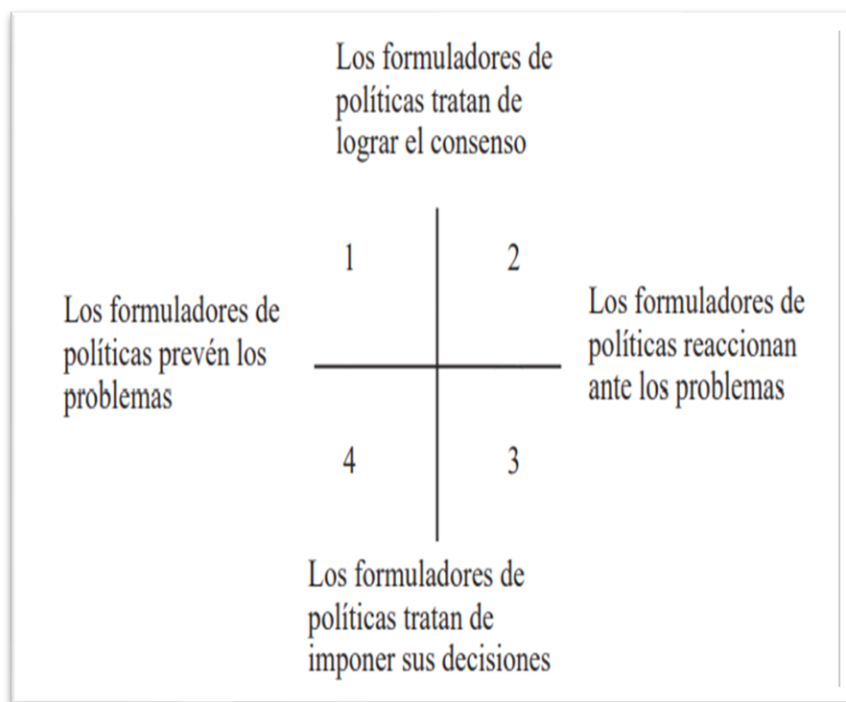 Los formuladores de
políticas tratan de
lograr el consenso
1
2
Los formuladores de
políticas prevén los
problemas
Los formuladores de
políticas reaccionan
ante los problemas
4
3
Los formuladores de
políticas tratan de
imponer sus decisiones